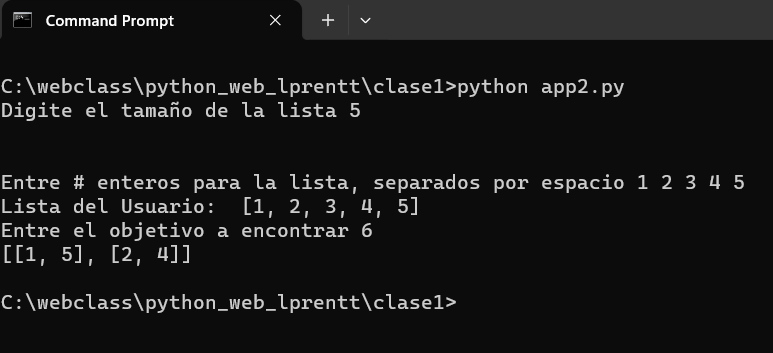 Command Prompt
C:\webclass\python_web_lprentt\clase1>python app2.py
Digite el tamaño de la lista 5
Entre # enteros para la lista, separados por espacio 1 2 3 4 5
Lista del Usuario:  [1, 2, 3, 4, 5]
Entre el objetivo a encontrar 6
[[1, 5], [2, 4]]
C:\webclass\python_web_lprentt\clase1>